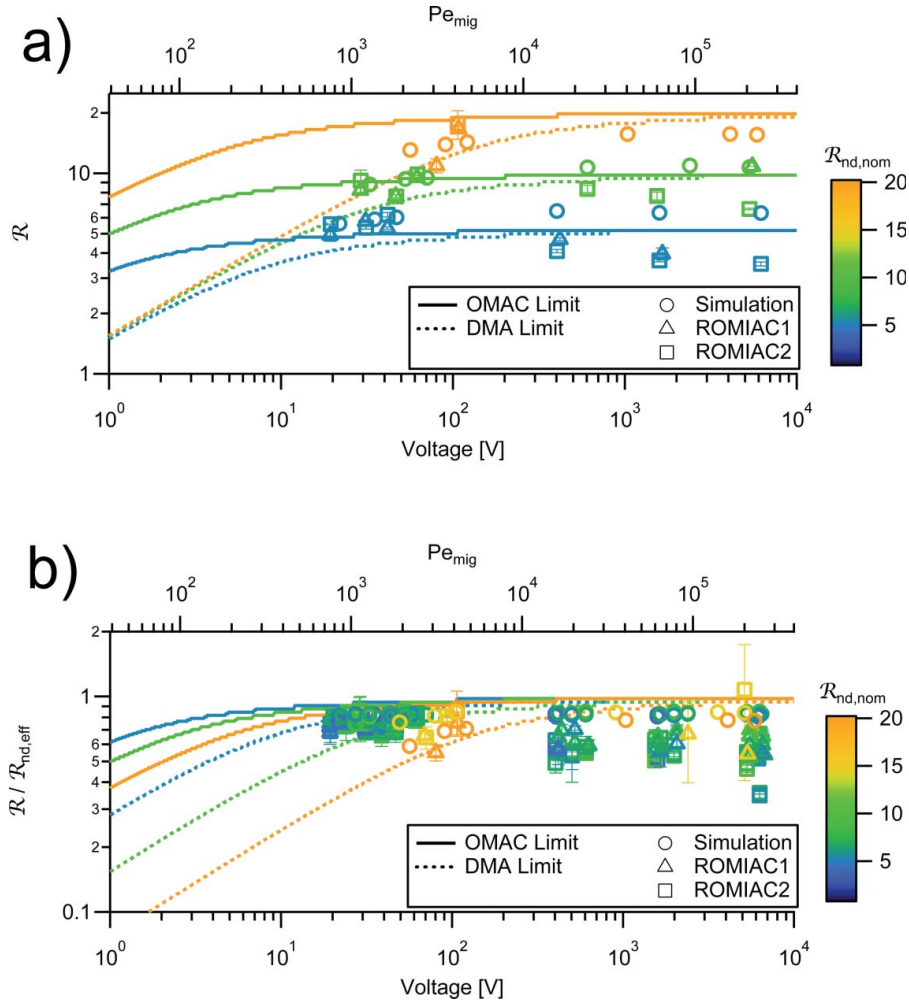 a)
Pe_mig
10^2 10^3 10^4 10^5
ℛ
2
10
6
5
4
3
2
1
OMAC Limit Simulation
DMA Limit ROMIAC1
ROMIAC2
10^0 10^1 10^2 10^3 10^4
Voltage [V]
ℛ_nd,nom
20
15
10
5
b)
Pe_mig
10^2 10^3 10^4 10^5
ℛ / ℛ_nd,eff
2
1
8
6
4
3
2
0.1
OMAC Limit Simulation
DMA Limit ROMIAC1
ROMIAC2
10^0 10^1 10^2 10^3 10^4
Voltage [V]
ℛ_nd,nom
20
15
10
5